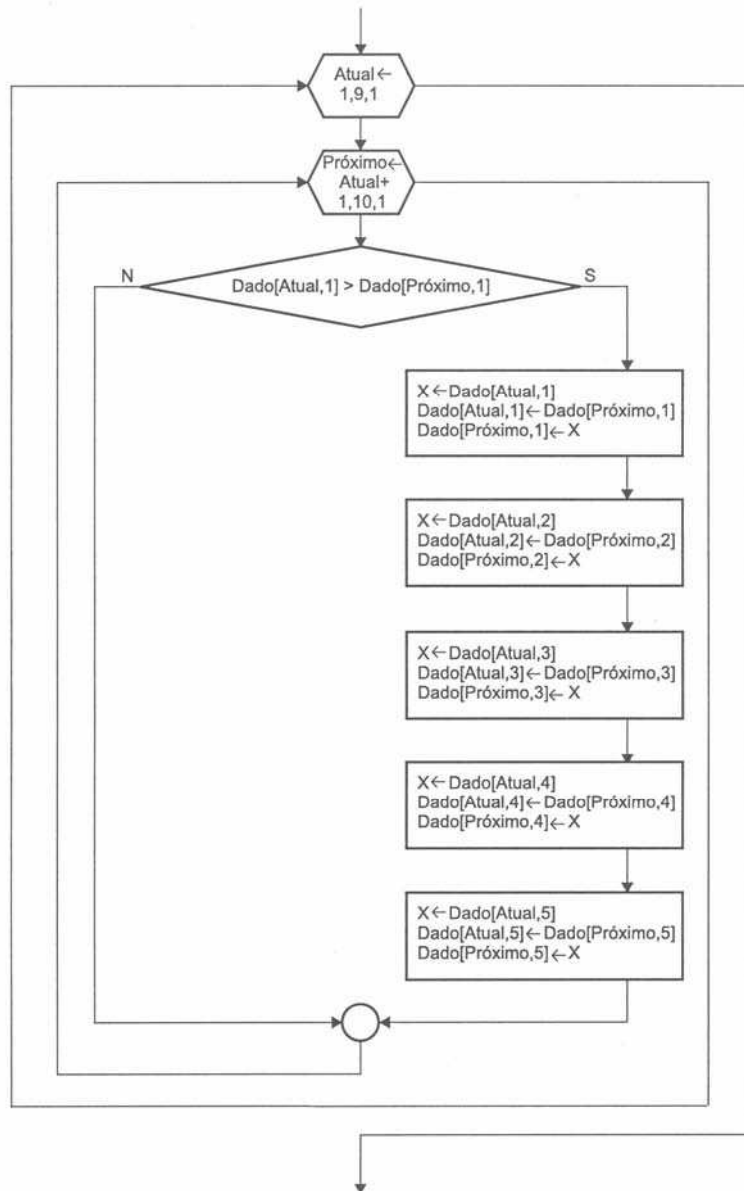 Atual←
1,9,1
Próximo←
Atual+
1,10,1
N
Dado[Atual,1] > Dado[Próximo,1]
S
X←Dado[Atual,1]
Dado[Atual,1]←Dado[Próximo,1]
Dado[Próximo,1]←X
X←Dado[Atual,2]
Dado[Atual,2]←Dado[Próximo,2]
Dado[Próximo,2]←X
X←Dado[Atual,3]
Dado[Atual,3]←Dado[Próximo,3]
Dado[Próximo,3]←X
X←Dado[Atual,4]
Dado[Atual,4]←Dado[Próximo,4]
Dado[Próximo,4]←X
X←Dado[Atual,5]
Dado[Atual,5]←Dado[Próximo,5]
Dado[Próximo,5]←X